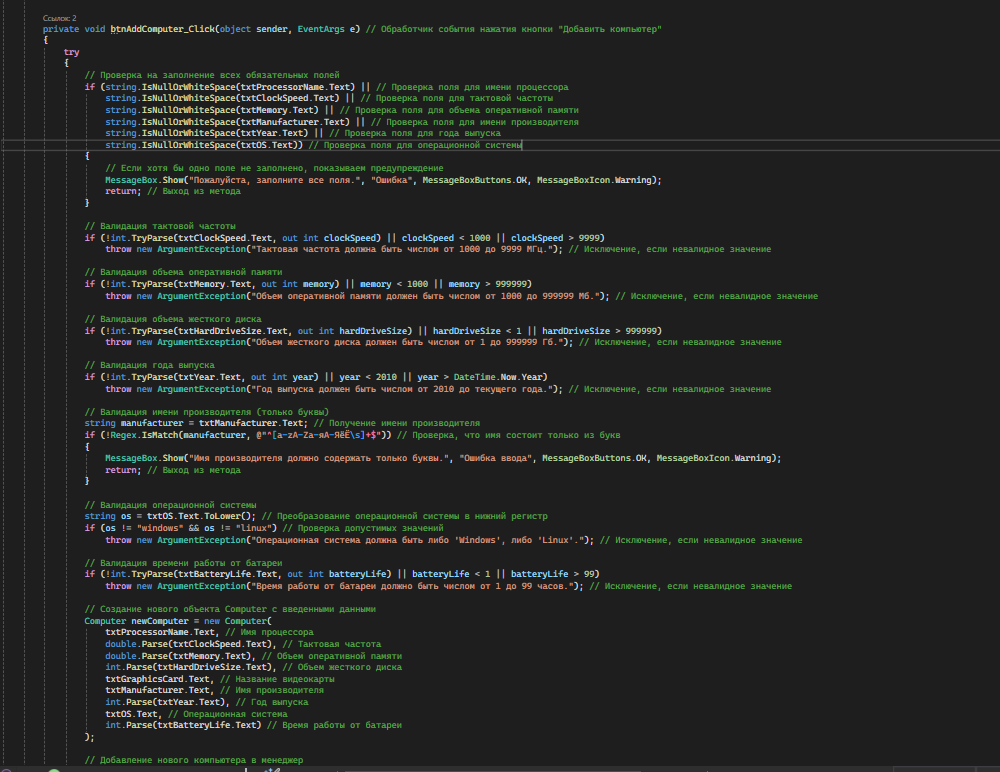 Ссылок: 2
private void btnAddComputer_Click(object sender, EventArgs e) // Обработчик события нажатия кнопки "Добавить компьютер"
{
try
{
// Проверка на заполнение всех обязательных полей
if (string.IsNullOrWhiteSpace(txtProcessorName.Text) || // Проверка поля для имени процессора
string.IsNullOrWhiteSpace(txtClockSpeed.Text) || // Проверка поля для тактовой частоты
string.IsNullOrWhiteSpace(txtMemory.Text) || // Проверка поля для объема оперативной памяти
string.IsNullOrWhiteSpace(txtManufacturer.Text) || // Проверка поля для имени производителя
string.IsNullOrWhiteSpace(txtYear.Text) || // Проверка поля для года выпуска
string.IsNullOrWhiteSpace(txtOS.Text)) // Проверка поля для операционной системы
{
// Если хотя бы одно поле не заполнено, показываем предупреждение
MessageBox.Show("Пожалуйста, заполните все поля.", "Ошибка", MessageBoxButtons.OK, MessageBoxIcon.Warning);
return; // Выход из метода
}
// Валидация тактовой частоты
if (!int.TryParse(txtClockSpeed.Text, out int clockSpeed) || clockSpeed < 1000 || clockSpeed > 9999)
throw new ArgumentException("Тактовая частота должна быть числом от 1000 до 9999 МГц."); // Исключение, если невалидное значение
// Валидация объема оперативной памяти
if (!int.TryParse(txtMemory.Text, out int memory) || memory < 1000 || memory > 999999)
throw new ArgumentException("Объем оперативной памяти должен быть числом от 1000 до 999999 Мб."); // Исключение, если невалидное значение
// Валидация объема жесткого диска
if (!int.TryParse(txtHardDriveSize.Text, out int hardDriveSize) || hardDriveSize < 1 || hardDriveSize > 999999)
throw new ArgumentException("Объем жесткого диска должен быть числом от 1 до 999999 Гб."); // Исключение, если невалидное значение
// Валидация года выпуска
if (!int.TryParse(txtYear.Text, out int year) || year < 2010 || year > DateTime.Now.Year)
throw new ArgumentException("Год выпуска должен быть числом от 2010 до текущего года."); // Исключение, если невалидное значение
// Валидация имени производителя (только буквы)
string manufacturer = txtManufacturer.Text; // Получение имени производителя
if (!Regex.IsMatch(manufacturer, @"^[a-zA-Zа-яА-ЯёЁ\s]+$")) // Проверка, что имя состоит только из букв
{
MessageBox.Show("Имя производителя должно содержать только буквы.", "Ошибка ввода", MessageBoxButtons.OK, MessageBoxIcon.Warning);
return; // Выход из метода
}
// Валидация операционной системы
string os = txtOS.Text.ToLower(); // Преобразование операционной системы в нижний регистр
if (os != "windows" && os != "linux") // Проверка допустимых значений
throw new ArgumentException("Операционная система должна быть либо 'Windows', либо 'Linux'."); // Исключение, если невалидное значение
// Валидация времени работы от батареи
if (!int.TryParse(txtBatteryLife.Text, out int batteryLife) || batteryLife < 1 || batteryLife > 99)
throw new ArgumentException("Время работы от батареи должно быть числом от 1 до 99 часов."); // Исключение, если невалидное значение
// Создание нового объекта Computer с введенными данными
Computer newComputer = new Computer(
txtProcessorName.Text, // Имя процессора
double.Parse(txtClockSpeed.Text), // Тактовая частота
double.Parse(txtMemory.Text), // Объем оперативной памяти
int.Parse(txtHardDriveSize.Text), // Объем жесткого диска
txtGraphicsCard.Text, // Название видеокарты
txtManufacturer.Text, // Имя производителя
int.Parse(txtYear.Text), // Год выпуска
txtOS.Text, // Операционная система
int.Parse(txtBatteryLife.Text) // Время работы от батареи
);
// Добавление нового компьютера в менеджер